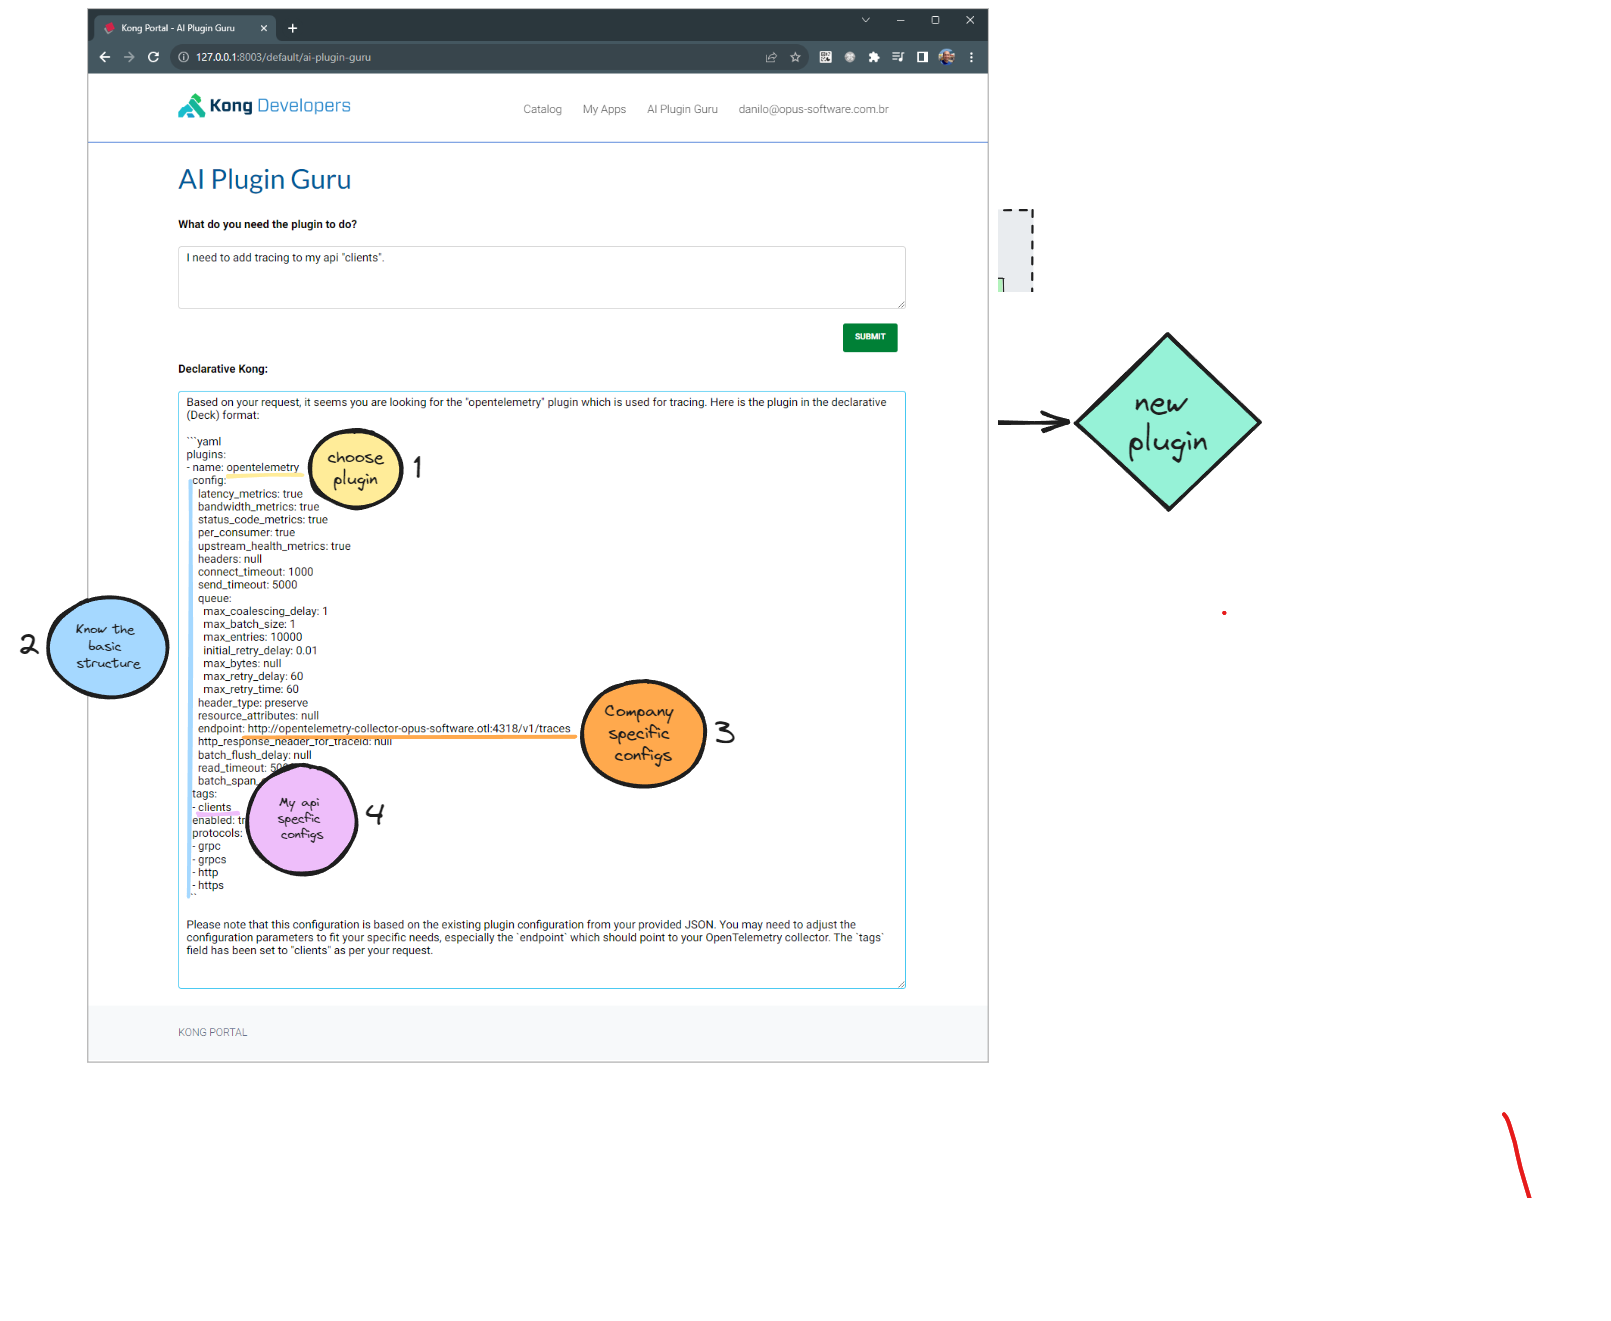 Kong Portal - AI Plugin Guru
127.0.0.1:8003/default/ai-plugin-guru
Kong Developers
Catalog
My Apps
AI Plugin Guru
danilo@opus-software.com.br
AI Plugin Guru
What do you need the plugin to do?
I need to add tracing to my api "clients".
SUBMIT
Declarative Kong:
Based on your request, it seems you are looking for the "opentelemetry" plugin which is used for tracing. Here is the plugin in the declarative
(Deck) format:
```yaml
plugins:
- name: opentelemetry
config:
latency_metrics: true
bandwidth_metrics: true
status_code_metrics: true
per_consumer: true
upstream_health_metrics: true
headers: null
connect_timeout: 1000
send_timeout: 5000
queue:
max_coalescing_delay: 1
max_batch_size: 1
max_entries: 10000
initial_retry_delay: 0.01
max_bytes: null
max_retry_delay: 60
max_retry_time: 60
header_type: preserve
resource_attributes: null
endpoint: http://opentelemetry-collector-opus-software.otl:4318/v1/traces
http_response_header_for_traceid: null
batch_flush_delay: null
read_timeout:
batch_span_
tags:
- clients
enabled:
protocols:
- grpc
- grpcs
- http
- https
``
Please note that this configuration is based on the existing plugin configuration from your provided JSON. You may need to adjust the
configuration parameters to fit your specific needs, especially the `endpoint` which should point to your OpenTelemetry collector. The `tags`
field has been set to "clients" as per your request.
KONG PORTAL
choose
plugin
1
2
Know the
basic
structure
Company
specific
configs
3
My api
specfic
configs
4
new
plugin